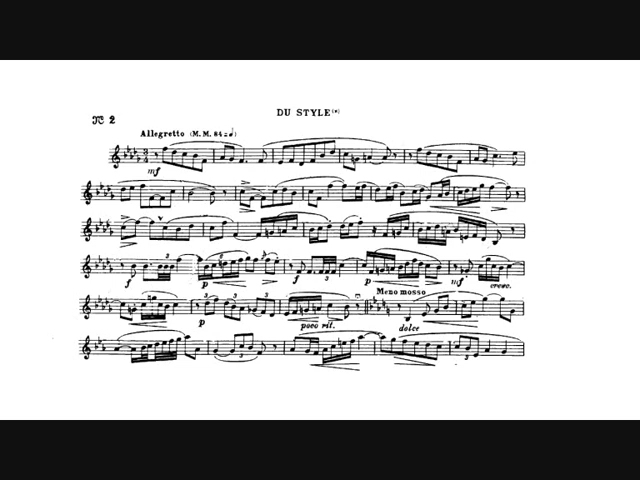 DU STYLE(*)
№ 2
Allegretto (M. M. 84=♩)
mf
f p f p mf cresc.
Meno mosso
p poco rit. dolce